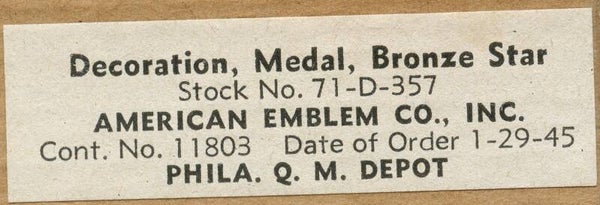 Decoration, Medal, Bronze Star
Stock No. 71-D-357
AMERICAN EMBLEM CO., INC.
Cont. No. 11803 Date of Order 1-29-45
PHILA. Q. M. DEPOT